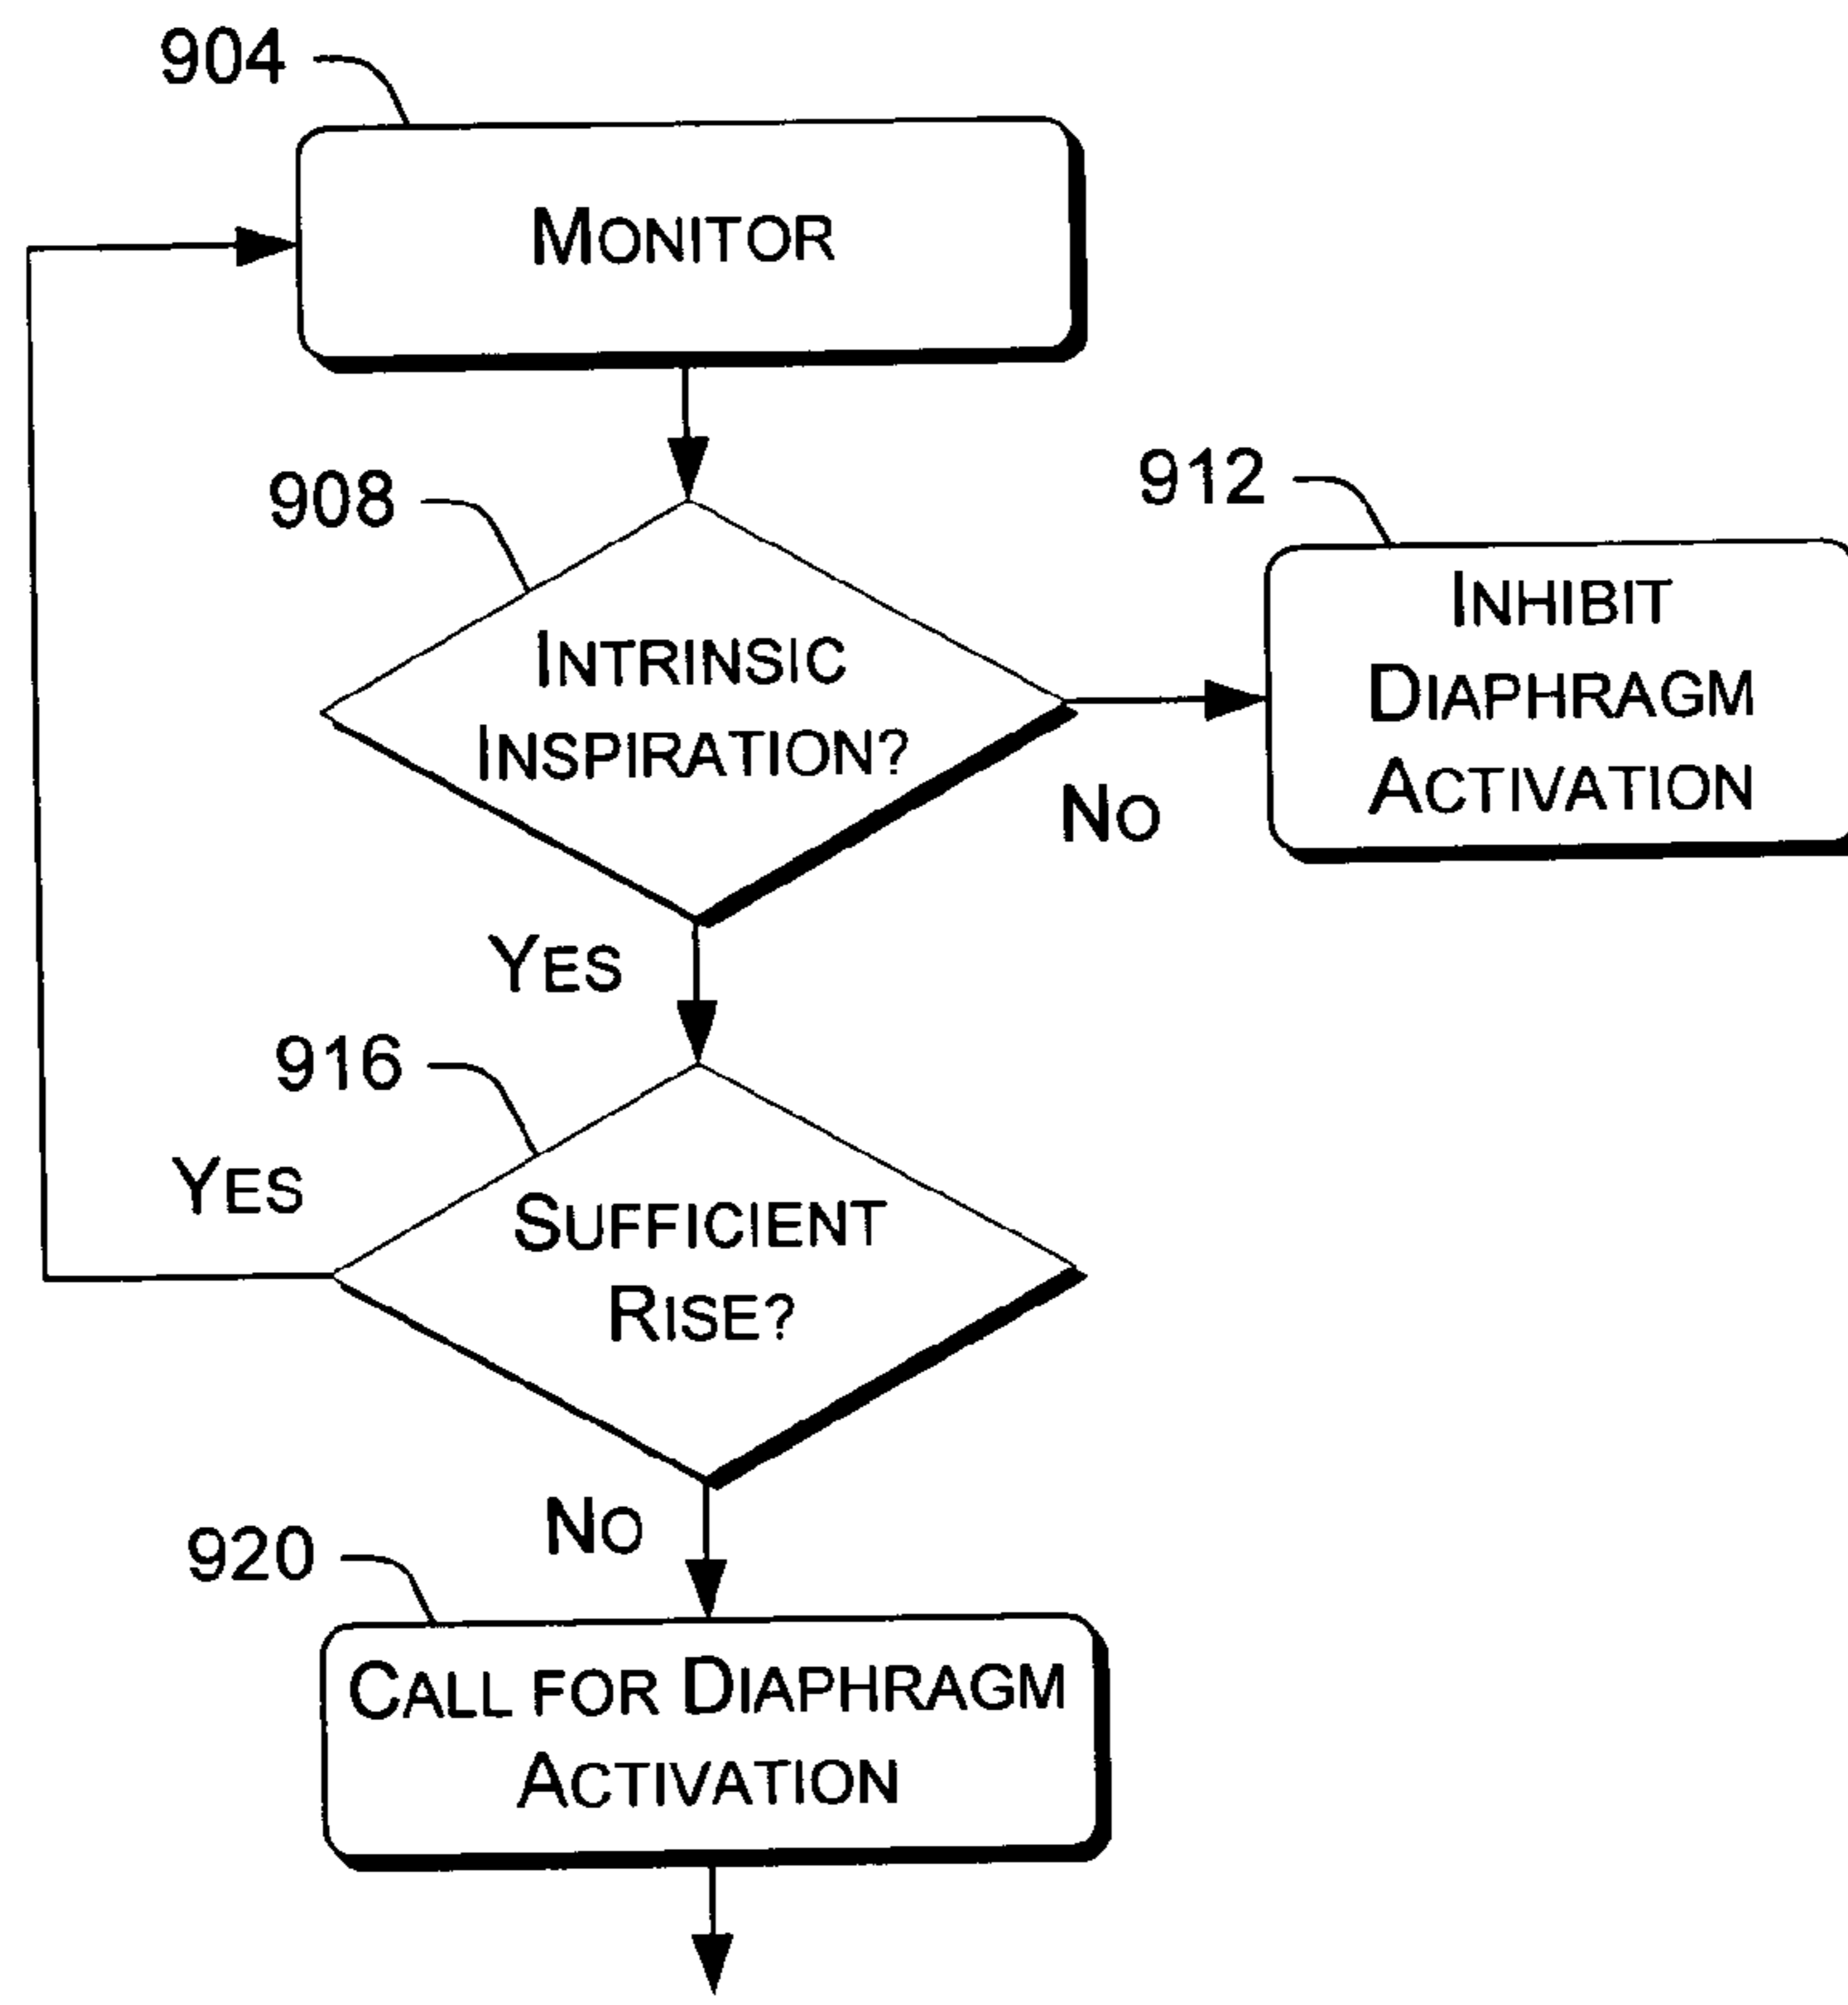 904
MONITOR
908
912
INTRINSIC
INSPIRATION?
INHIBIT
DIAPHRAGM
ACTIVATION
NO
YES
916
YES
SUFFICIENT
RISE?
NO
920
CALL FOR DIAPHRAGM
ACTIVATION